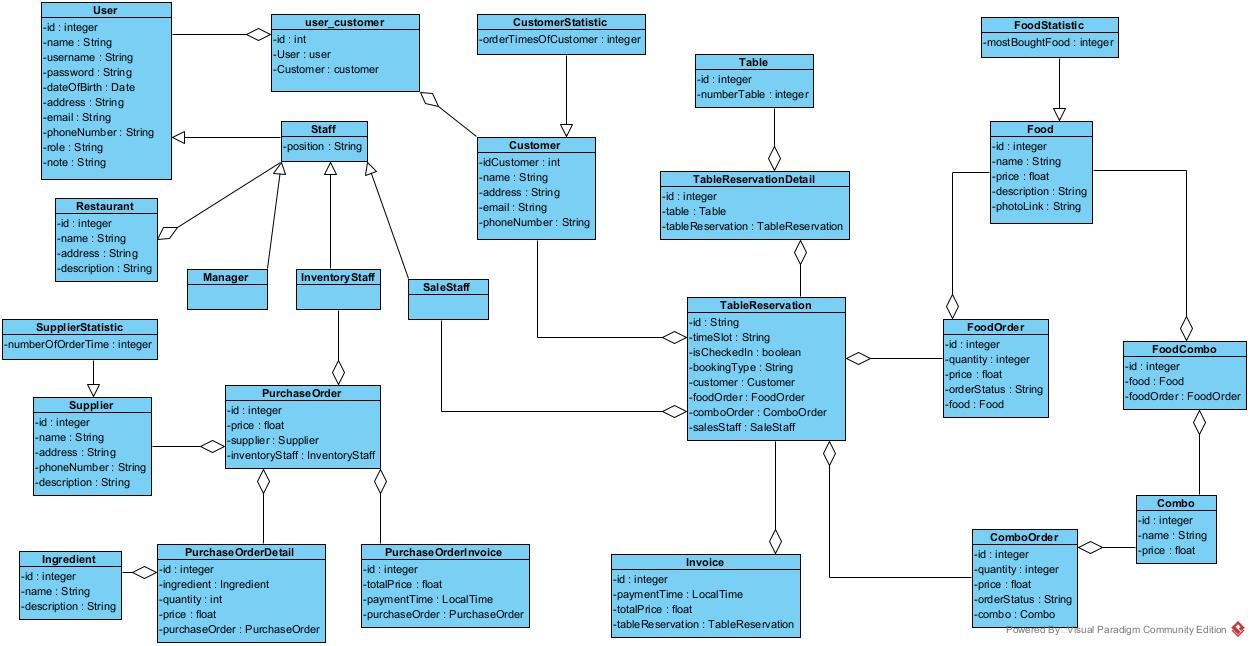 User
-id : integer
-name : String
-username : String
-password : String
-dateOfBirth : Date
-address : String
-email : String
-phoneNumber : String
-role : String
-note : String
user_customer
-id : int
-User : user
-Customer : customer
CustomerStatistic
-orderTimesOfCustomer : integer
Table
-id : integer
-numberTable : integer
FoodStatistic
-mostBoughtFood : integer
Staff
-position : String
Customer
-idCustomer : int
-name : String
-address : String
-email : String
-phoneNumber : String
Food
-id : integer
-name : String
-price : float
-description : String
-photoLink : String
TableReservationDetail
-id : integer
-table : Table
-tableReservation : TableReservation
Restaurant
-id : integer
-name : String
-address : String
-description : String
Manager
InventoryStaff
SaleStaff
TableReservation
-id : String
-timeSlot : String
-isCheckedIn : boolean
-bookingType : String
-customer : Customer
-foodOrder : FoodOrder
-comboOrder : ComboOrder
-salesStaff : SaleStaff
SupplierStatistic
-numberOfOrderTime : integer
FoodOrder
-id : integer
-quantity : integer
-price : float
-orderStatus : String
-food : Food
FoodCombo
-id : integer
-food : Food
-foodOrder : FoodOrder
Supplier
-id : integer
-name : String
-address : String
-phoneNumber : String
-description : String
PurchaseOrder
-id : integer
-price : float
-supplier : Supplier
-inventoryStaff : InventoryStaff
Combo
-id : integer
-name : String
-price : float
Ingredient
-id : integer
-name : String
-description : String
PurchaseOrderDetail
-id : integer
-ingredient : Ingredient
-quantity : int
-price : float
-purchaseOrder : PurchaseOrder
PurchaseOrderInvoice
-id : integer
-totalPrice : float
-paymentTime : LocalTime
-purchaseOrder : PurchaseOrder
Invoice
-id : integer
-paymentTime : LocalTime
-totalPrice : float
-tableReservation : TableReservation
ComboOrder
-id : integer
-quantity : integer
-price : float
-orderStatus : String
-combo : Combo
Powered By Visual Paradigm Community Edition